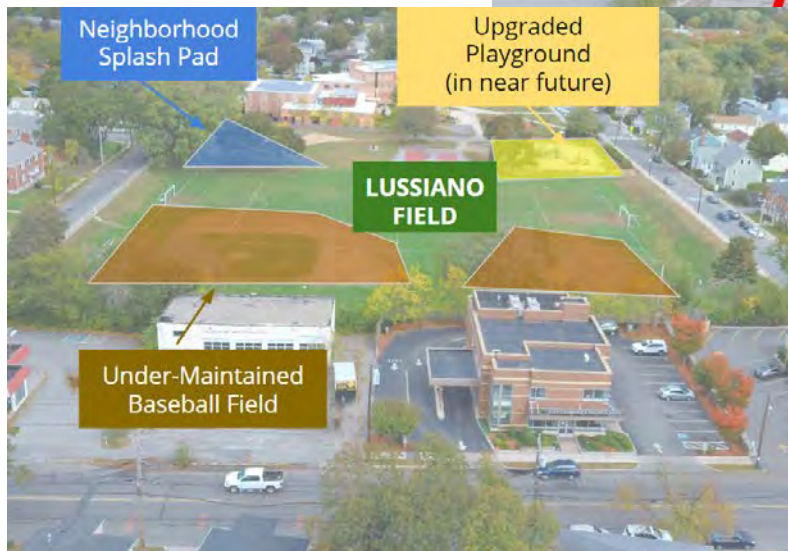 Neighborhood
Splash Pad
Upgraded
Playground
(in near future)
LUSSIANO
FIELD
Under-Maintained
Baseball Field